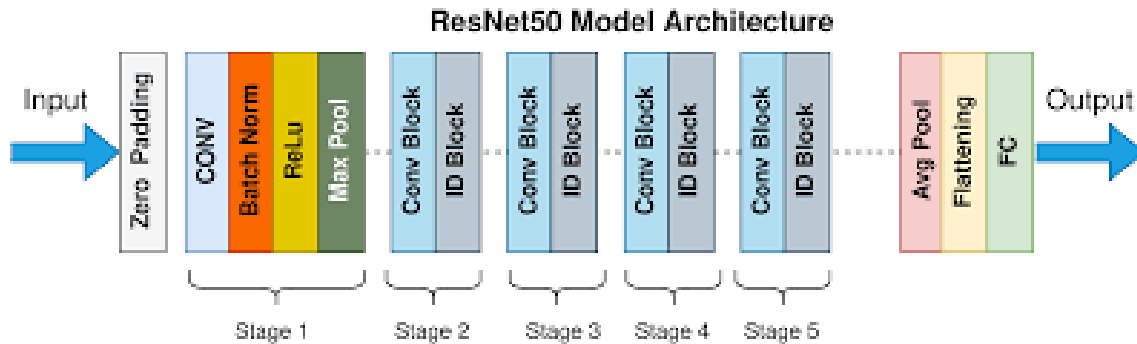 ResNet50 Model Architecture
Input
Zero Padding
CONV
Batch Norm
ReLu
Max Pool
Conv Block
ID Block
Conv Block
ID Block
Conv Block
ID Block
Conv Block
ID Block
Avg Pool
Flattening
FC
Output
Stage 1
Stage 2
Stage 3
Stage 4
Stage 5